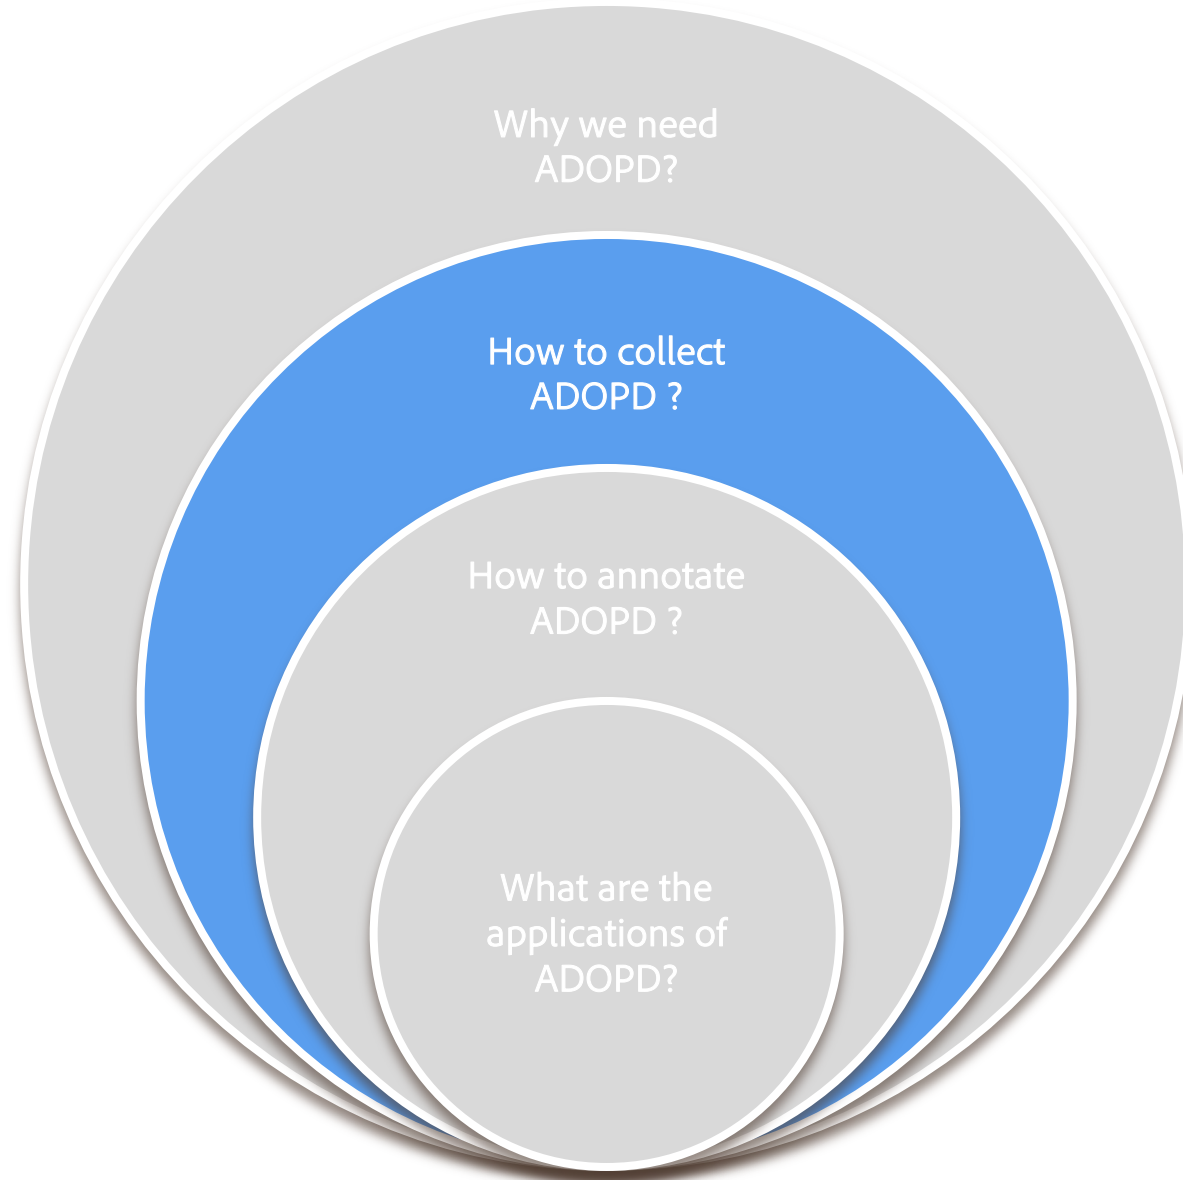 Why we need
ADOPD?
How to collect
ADOPD ?
How to annotate
ADOPD ?
What are the
applications of
ADOPD?